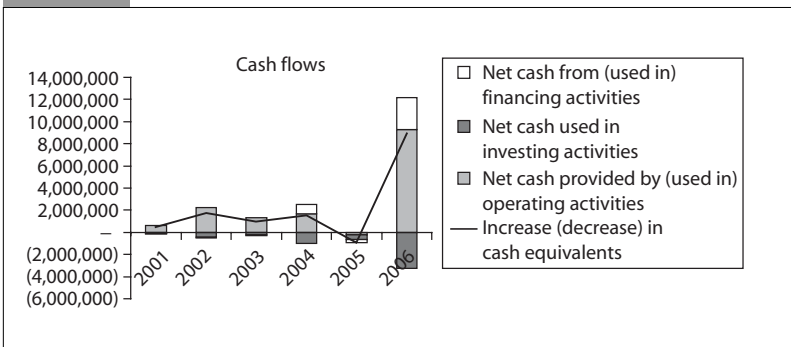 Cash flows
14,000,000
12,000,000
10,000,000
8,000,000
6,000,000
4,000,000
2,000,000
–
(2,000,000)
(4,000,000)
(6,000,000)
2001
2002
2003
2004
2005
2006
Net cash from (used in)
financing activities
Net cash used in
investing activities
Net cash provided by (used in)
operating activities
Increase (decrease) in
cash equivalents